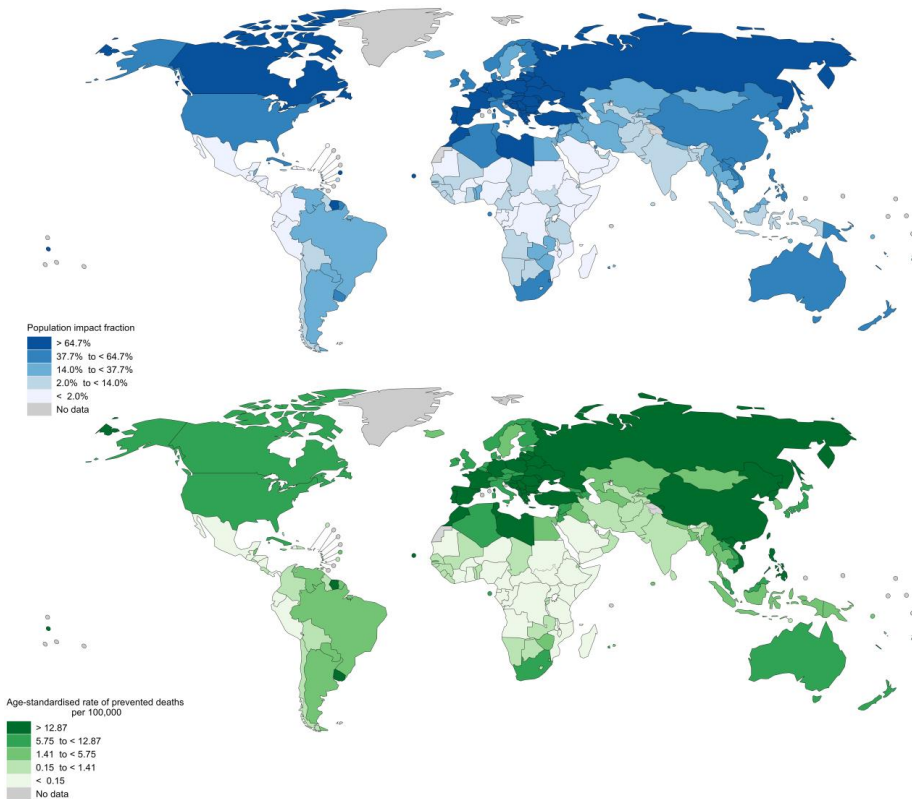 Population impact fraction
> 64.7%
37.7% to < 64.7%
14.0% to < 37.7%
2.0% to < 14.0%
< 2.0%
No data
Age-standardised rate of prevented deaths
per 100,000
> 12.87
5.75 to < 12.87
1.41 to < 5.75
0.15 to < 1.41
< 0.15
No data